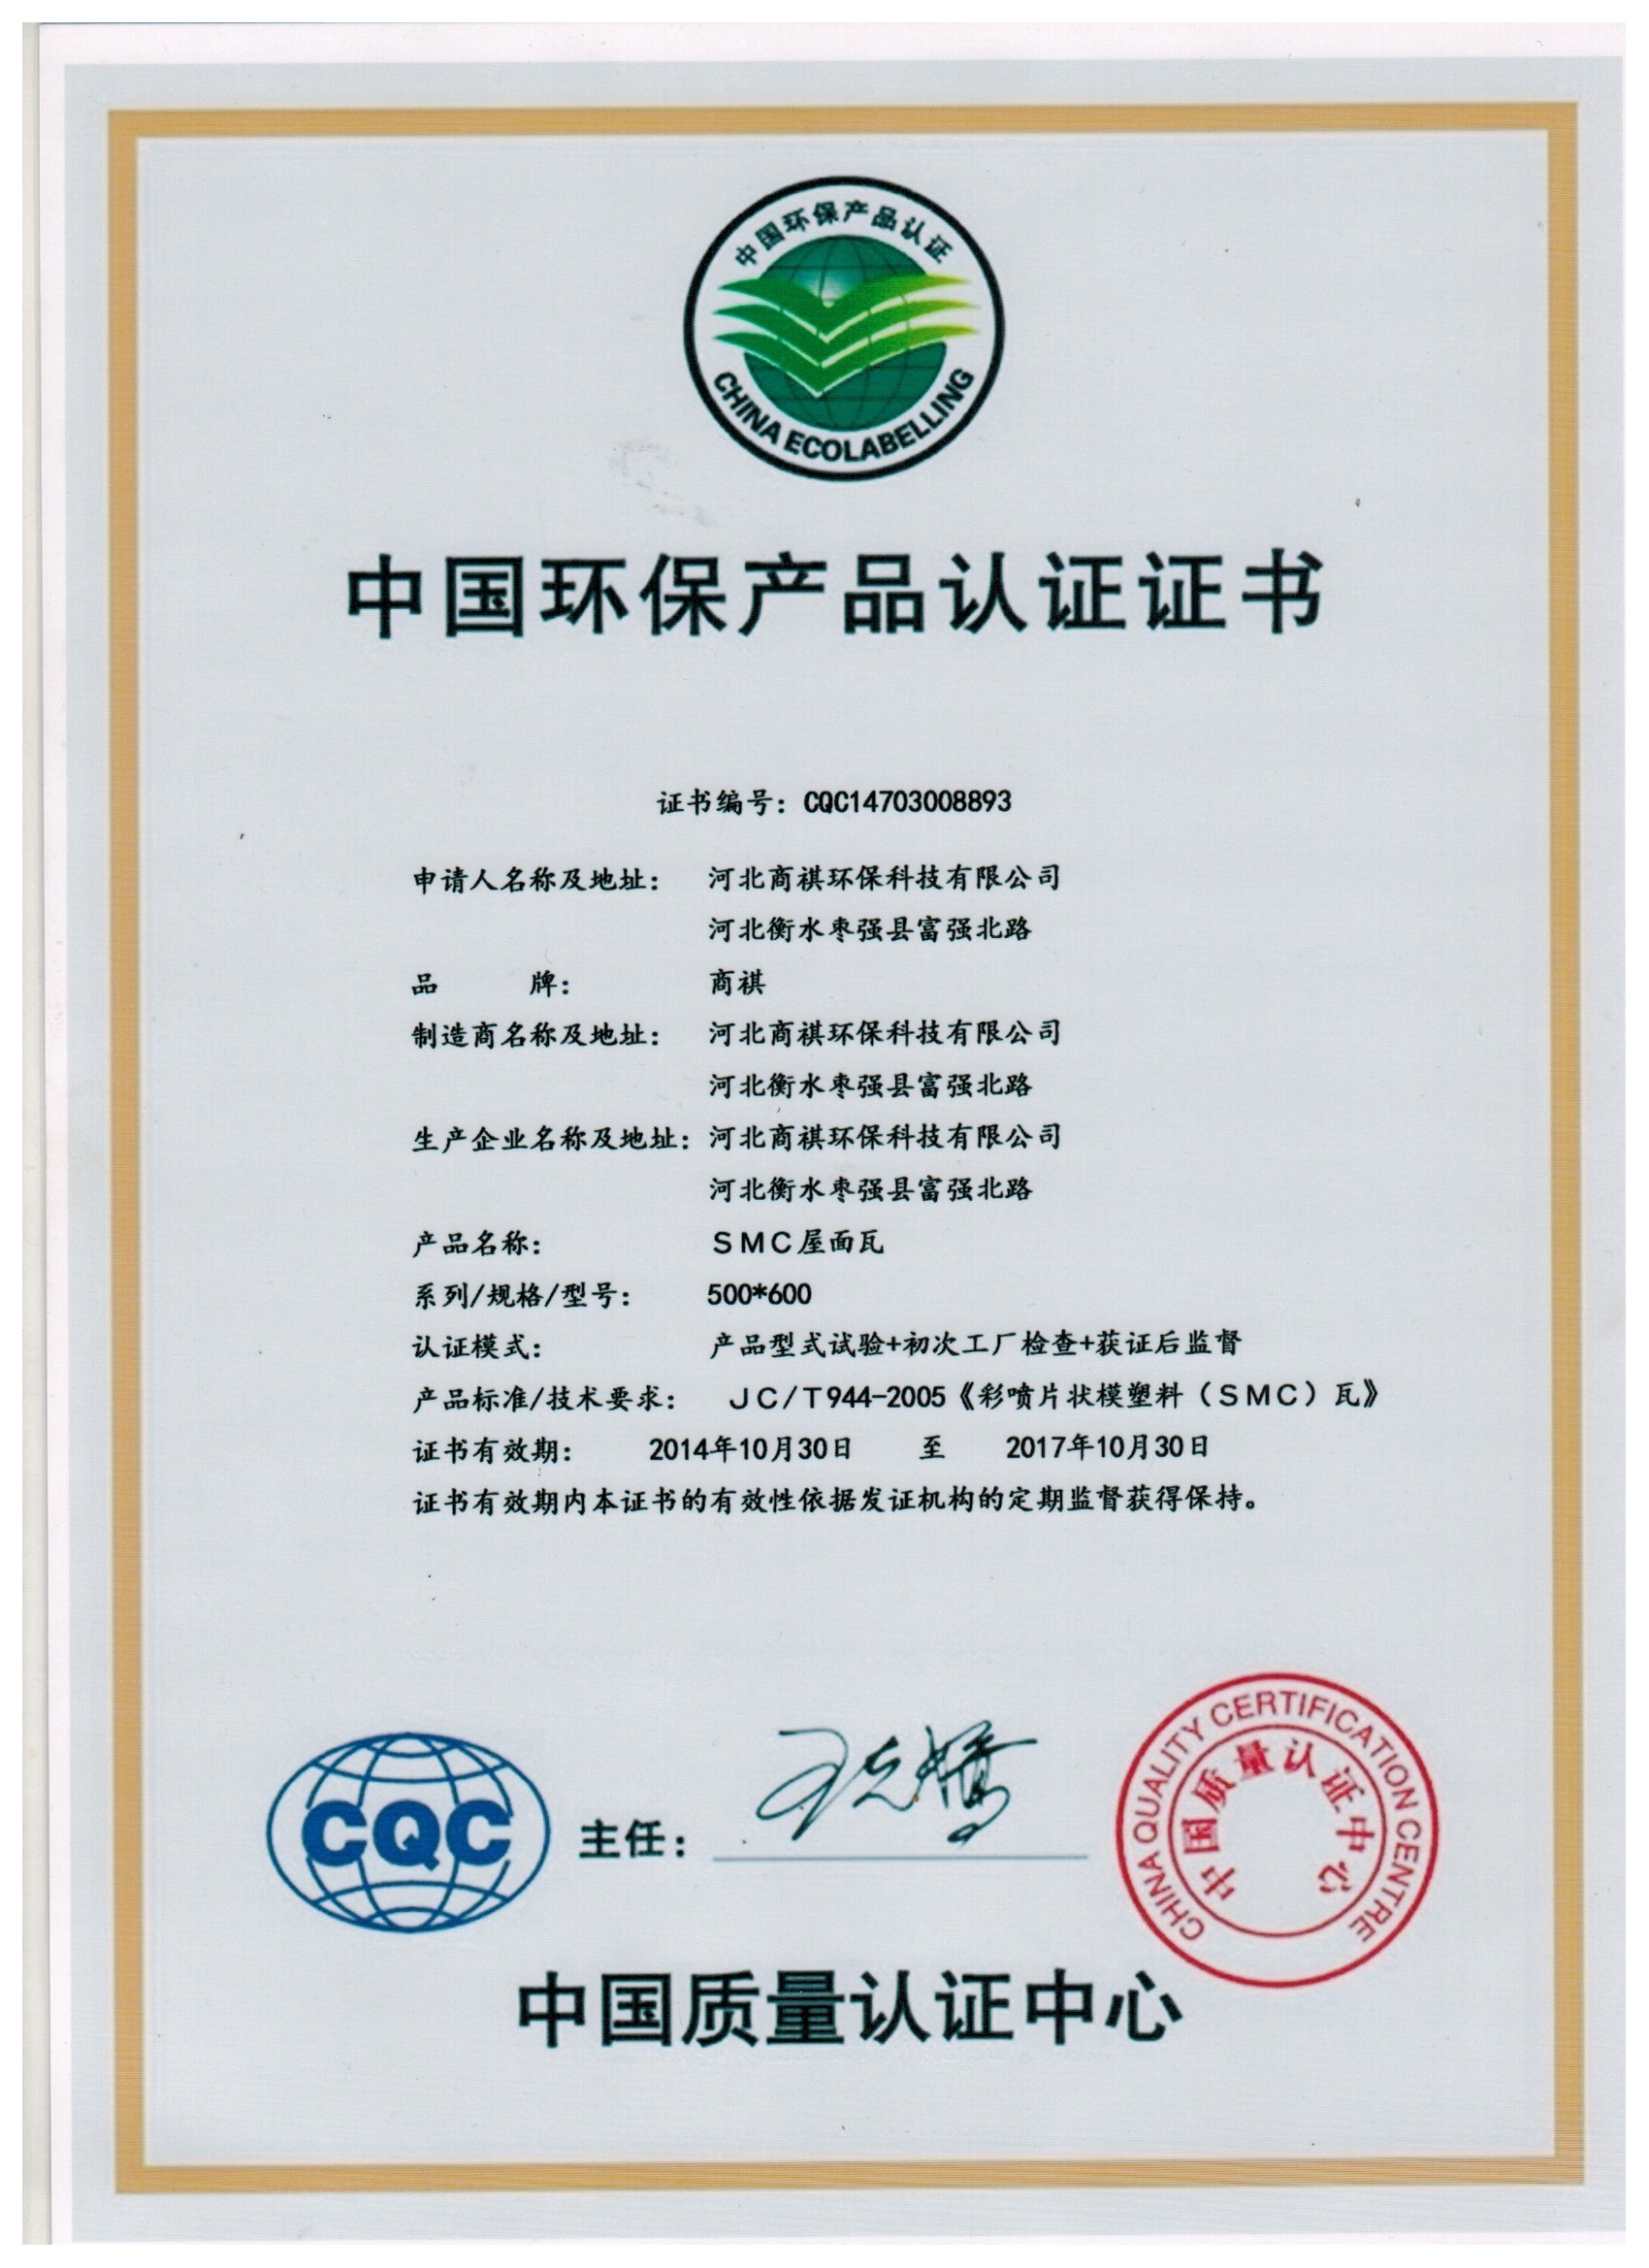 中国环保产品认证
CHINA ECOLABELLING
中国环保产品认证证书
证书编号：CQC14703008893
申请人名称及地址： 河北商祺环保科技有限公司
河北衡水枣强县富强北路
品 牌： 商祺
制造商名称及地址： 河北商祺环保科技有限公司
河北衡水枣强县富强北路
生产企业名称及地址：河北商祺环保科技有限公司
河北衡水枣强县富强北路
产品名称： ＳＭＣ屋面瓦
系列/规格/型号： 500*600
认证模式： 产品型式试验+初次工厂检查+获证后监督
产品标准/技术要求： ＪＣ/Ｔ944-2005《彩喷片状模塑料（ＳＭＣ）瓦》
证书有效期： 2014年10月30日 至 2017年10月30日
证书有效期内本证书的有效性依据发证机构的定期监督获得保持。
CQC
主任：
CHINA QUALITY CERTIFICATION CENTRE
中国质量认证中心
中国质量认证中心